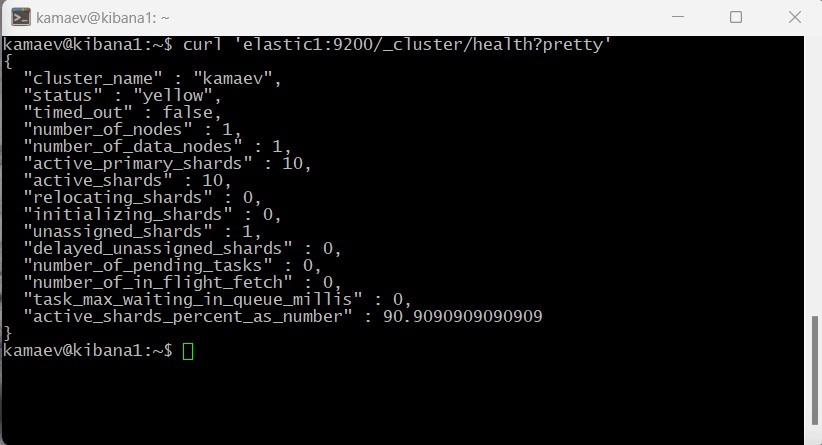 kamaev@kibana1: ~
kamaev@kibana1:~$ curl 'elastic1:9200/_cluster/health?pretty'
{
  "cluster_name" : "kamaev",
  "status" : "yellow",
  "timed_out" : false,
  "number_of_nodes" : 1,
  "number_of_data_nodes" : 1,
  "active_primary_shards" : 10,
  "active_shards" : 10,
  "relocating_shards" : 0,
  "initializing_shards" : 0,
  "unassigned_shards" : 1,
  "delayed_unassigned_shards" : 0,
  "number_of_pending_tasks" : 0,
  "number_of_in_flight_fetch" : 0,
  "task_max_waiting_in_queue_millis" : 0,
  "active_shards_percent_as_number" : 90.9090909090909
}
kamaev@kibana1:~$